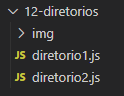 12-diretorios
img
JS diretorio1.js
JS diretorio2.js